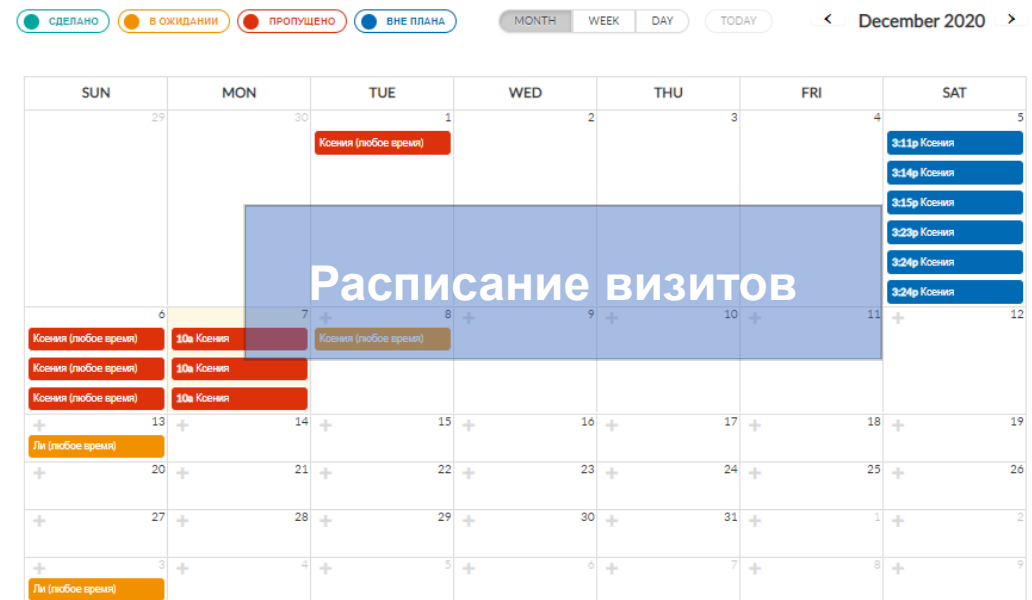 СДЕЛАНО В ОЖИДАНИИ ПРОПУЩЕНО ВНЕ ПЛАНА MONTH WEEK DAY TODAY < December 2020 >
SUN MON TUE WED THU FRI SAT
29 30 1 2 3 4 5
Ксения (любое время) 3:11p Ксения
3:14p Ксения
3:15p Ксения
3:23p Ксения
3:24p Ксения
Расписание визитов
3:24p Ксения
6 7 + 8 + 9 + 10 + 11 + 12
Ксения (любое время) 10a Ксения Ксения (любое время)
Ксения (любое время) 10a Ксения
Ксения (любое время) 10a Ксения
+ 13 + 14 + 15 + 16 + 17 + 18 + 19
Ли (любое время)
+ 20 + 21 + 22 + 23 + 24 + 25 + 26
+ 27 + 28 + 29 + 30 + 31 + 1 + 2
+ 3 + 4 + 5 + 6 + 7 + 8 + 9
Ли (любое время)